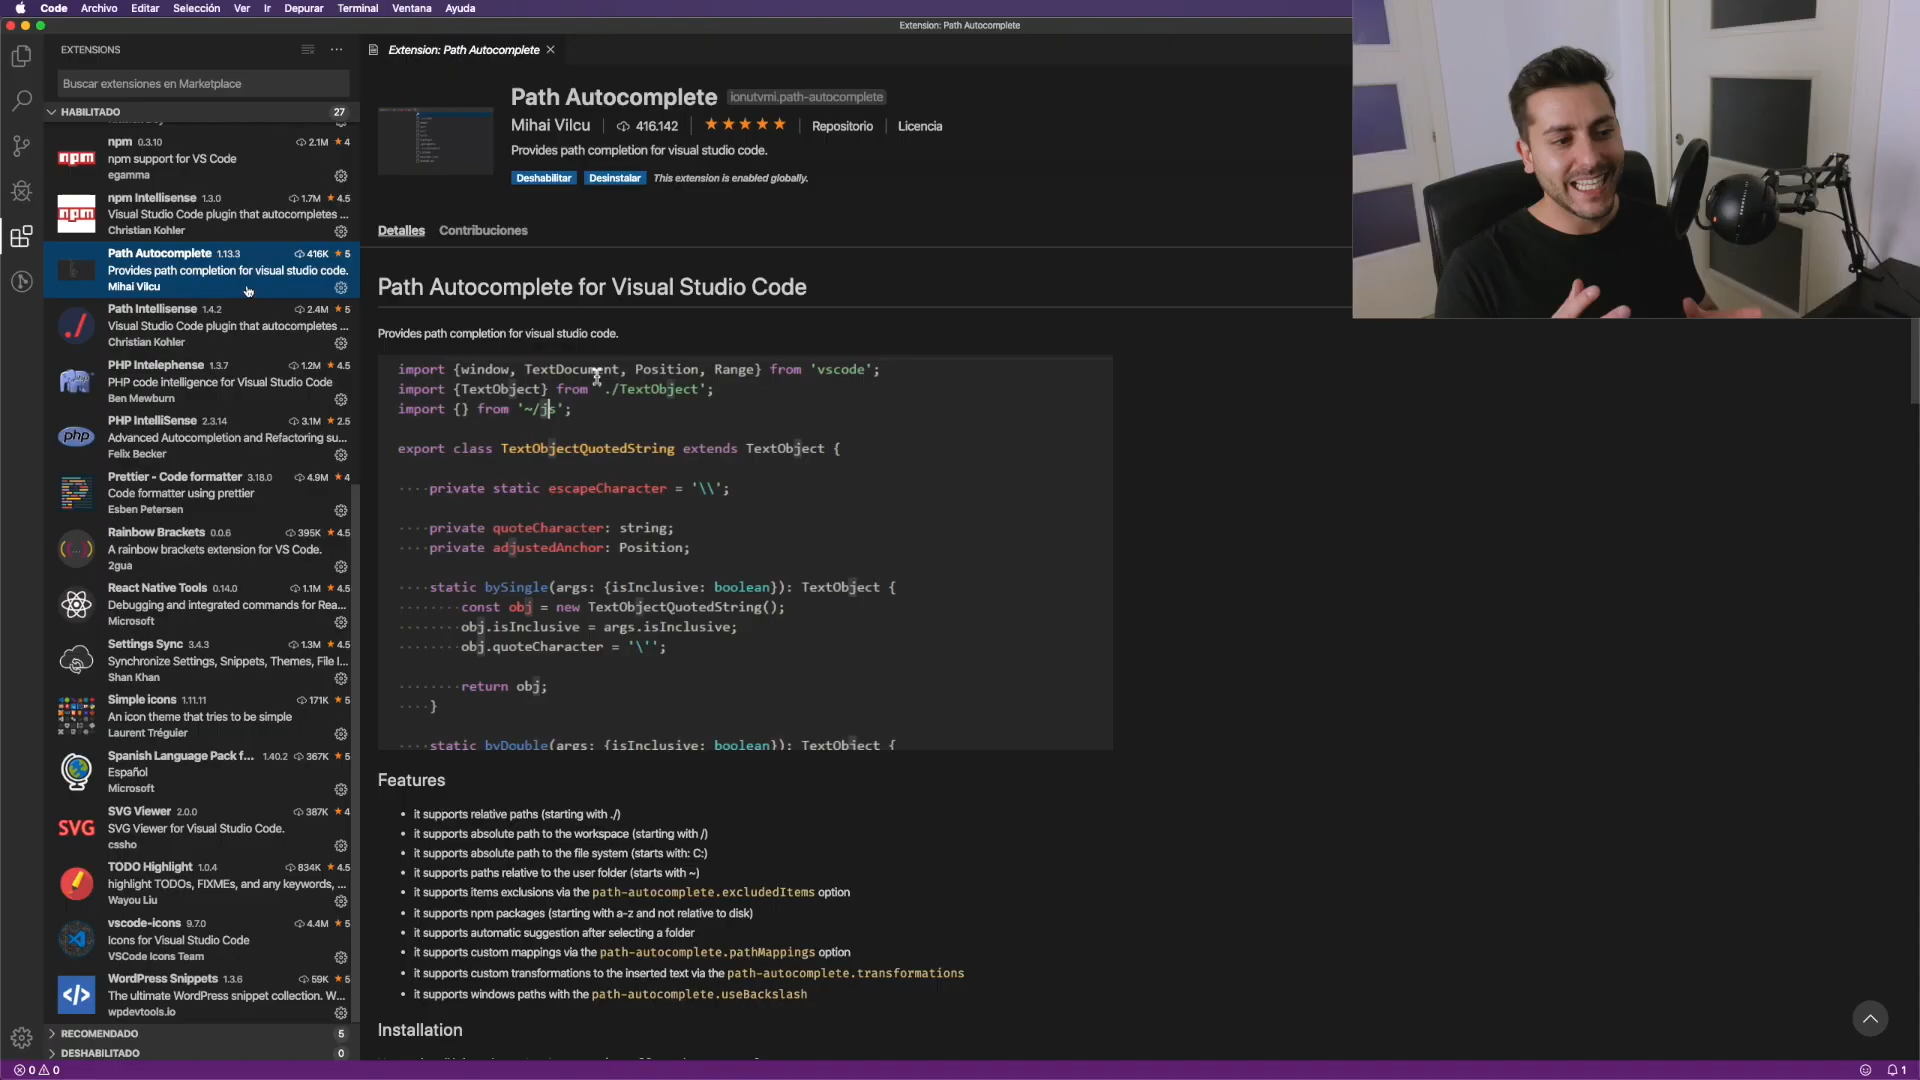 Code Archivo Editar Selección Ver Ir Depurar Terminal Ventana Ayuda
Extension: Path Autocomplete
EXTENSIONS
Buscar extensiones en Marketplace
HABILITADO 27
npm 0.3.10 2.1M ★4
npm support for VS Code
egamma
npm Intellisense 1.3.0 1.7M ★4.5
Visual Studio Code plugin that autocompletes ...
Christian Kohler
Path Autocomplete 1.13.3 416K ★5
Provides path completion for visual studio code.
Mihai Vilcu
Path Intellisense 1.4.2 2.4M ★5
Visual Studio Code plugin that autocompletes ...
Christian Kohler
PHP Intelephense 1.3.7 1.2M ★4.5
PHP code intelligence for Visual Studio Code
Ben Mewburn
php
PHP IntelliSense 2.3.14 3.1M ★2.5
Advanced Autocompletion and Refactoring su...
Felix Becker
Prettier - Code formatter 3.18.0 4.9M ★4
Code formatter using prettier
Esben Petersen
Rainbow Brackets 0.0.6 395K ★4.5
A rainbow brackets extension for VS Code.
2gua
React Native Tools 0.14.0 1.1M ★4.5
Debugging and integrated commands for Rea...
Microsoft
Settings Sync 3.4.3 1.3M ★4.5
Synchronize Settings, Snippets, Themes, File I...
Shan Khan
Simple icons 1.11.11 171K ★5
An icon theme that tries to be simple
Laurent Tréguier
Spanish Language Pack f... 1.40.2 367K ★5
Español
Microsoft
SVG
SVG Viewer 2.0.0 387K ★4
SVG Viewer for Visual Studio Code.
cssho
TODO Highlight 1.0.4 834K ★4.5
highlight TODOs, FIXMEs, and any keywords, ...
Wayou Liu
vscode-icons 9.7.0 4.4M ★5
Icons for Visual Studio Code
VSCode Icons Team
WordPress Snippets 1.3.6 59K ★5
The ultimate WordPress snippet collection. W...
wpdevtools.io
RECOMENDADO 5
DESHABILITADO 0
Extension: Path Autocomplete
Path Autocomplete ionutvmi.path-autocomplete
Mihai Vilcu | 416.142 | ★★★★★ | Repositorio | Licencia
Provides path completion for visual studio code.
Deshabilitar Desinstalar This extension is enabled globally.
Detalles Contribuciones
Path Autocomplete for Visual Studio Code
Provides path completion for visual studio code.
import {window, TextDocument, Position, Range} from 'vscode';
import {TextObject} from './TextObject';
import {} from '~/js';
export class TextObjectQuotedString extends TextObject {
····private static escapeCharacter = '\\';
····private quoteCharacter: string;
····private adjustedAnchor: Position;
····static bySingle(args: {isInclusive: boolean}): TextObject {
········const obj = new TextObjectQuotedString();
········obj.isInclusive = args.isInclusive;
········obj.quoteCharacter = '\'';
········return obj;
····}
····static byDouble(args: {isInclusive: boolean}): TextObject {
Features
• it supports relative paths (starting with ./)
• it supports absolute path to the workspace (starting with /)
• it supports absolute path to the file system (starts with: C:)
• it supports paths relative to the user folder (starts with ~)
• it supports items exclusions via the path-autocomplete.excludedItems option
• it supports npm packages (starting with a-z and not relative to disk)
• it supports automatic suggestion after selecting a folder
• it supports custom mappings via the path-autocomplete.pathMappings option
• it supports custom transformations to the inserted text via the path-autocomplete.transformations
• it supports windows paths with the path-autocomplete.useBackslash
Installation
0 0 1